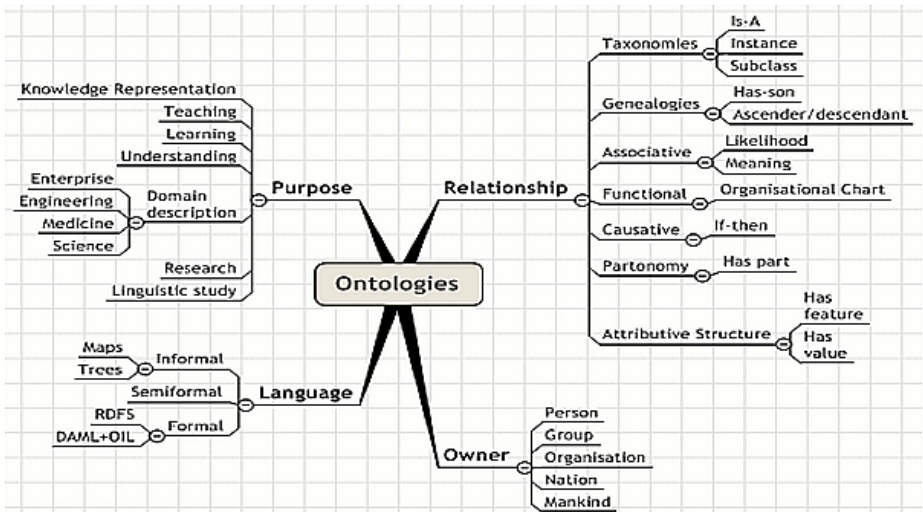 Ontologies
Purpose
Knowledge Representation
Teaching
Learning
Understanding
Domain
description
Enterprise
Engineering
Medicine
Science
Research
Linguistic study
Language
Informal
Maps
Trees
Semiformal
Formal
RDFS
DAML+OIL
Relationship
Taxonomies
Is-A
Instance
Subclass
Genealogies
Has-son
Ascender/descendant
Associative
Likelihood
Meaning
Functional
Organisational Chart
Causative
If-then
Partonomy
Has part
Attributive Structure
Has
feature
Has
value
Owner
Person
Group
Organisation
Nation
Mankind